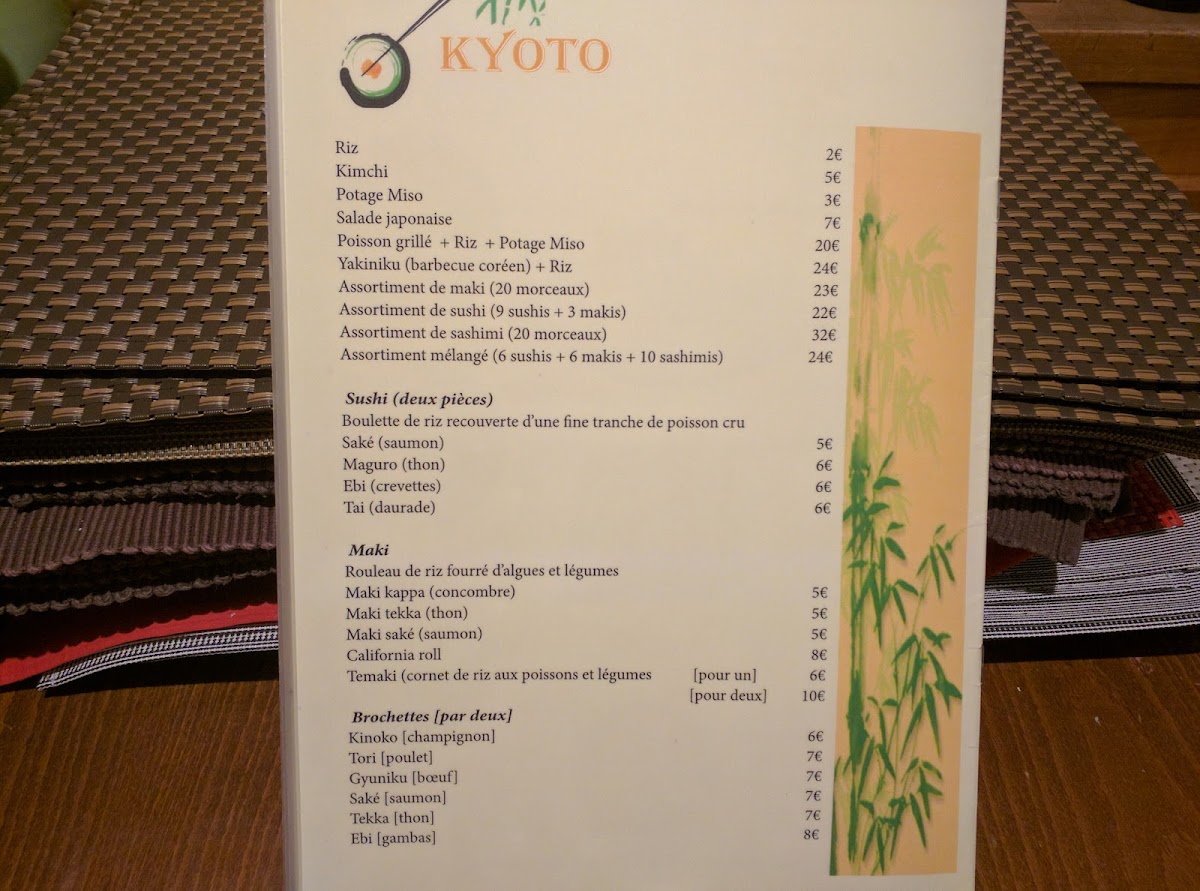 KYOTO
Riz 2€
Kimchi 5€
Potage Miso 3€
Salade japonaise 7€
Poisson grillé + Riz + Potage Miso 20€
Yakiniku (barbecue coréen) + Riz 24€
Assortiment de maki (20 morceaux) 23€
Assortiment de sushi (9 sushis + 3 makis) 22€
Assortiment de sashimi (20 morceaux) 32€
Assortiment mélangé (6 sushis + 6 makis + 10 sashimis) 24€
Sushi (deux pièces)
Boulette de riz recouverte d'une fine tranche de poisson cru
Saké (saumon) 5€
Maguro (thon) 6€
Ebi (crevettes) 6€
Tai (daurade) 6€
Maki
Rouleau de riz fourré d'algues et légumes
Maki kappa (concombre) 5€
Maki tekka (thon) 5€
Maki saké (saumon) 5€
California roll 8€
Temaki (cornet de riz aux poissons et légumes [pour un] 6€
[pour deux] 10€
Brochettes [par deux]
Kinoko [champignon] 6€
Tori [poulet] 7€
Gyuniku [bœuf] 7€
Saké [saumon] 7€
Tekka [thon] 7€
Ebi [gambas] 8€